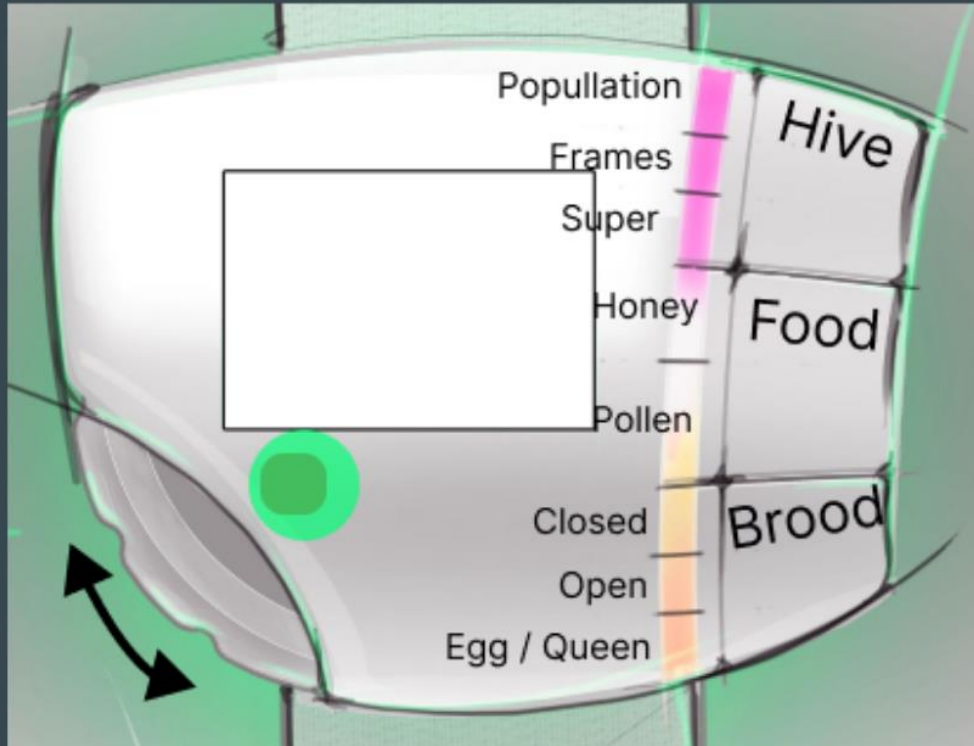 Popullation
Frames
Super
Honey
Pollen
Closed
Open
Egg / Queen
Hive
Food
Brood